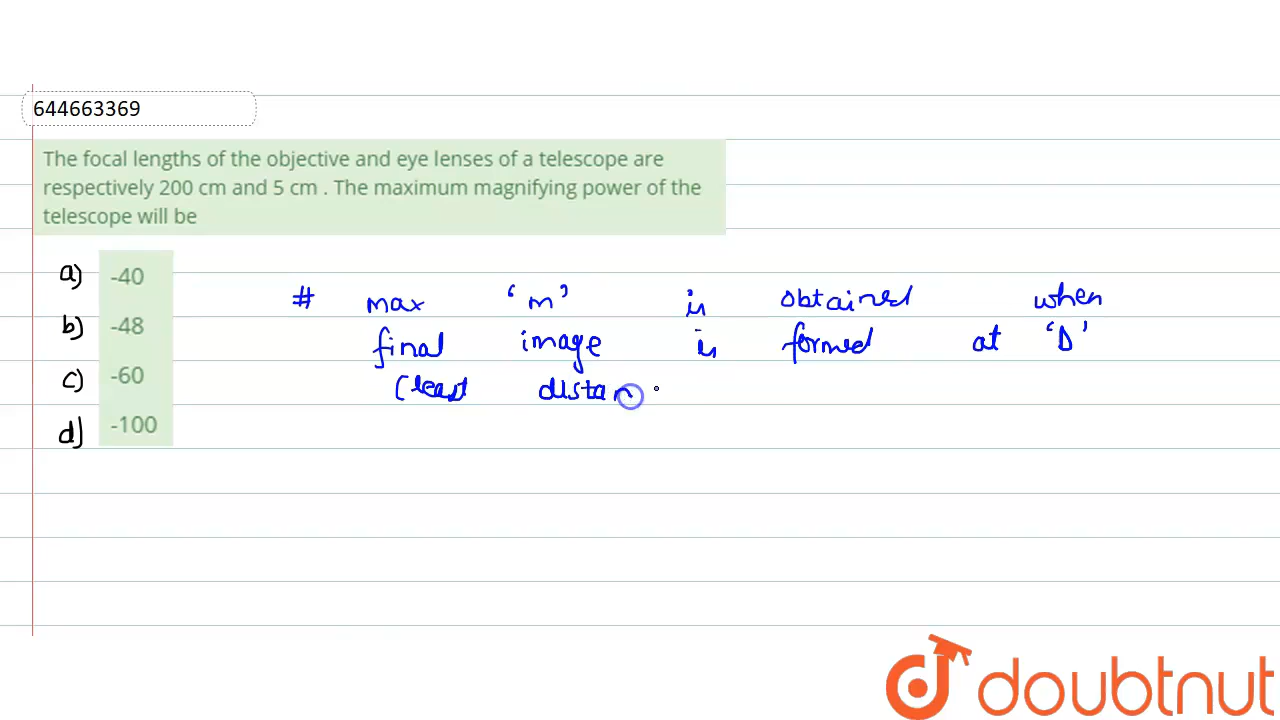 644663369
The focal lengths of the objective and eye lenses of a telescope are
respectively 200 cm and 5 cm . The maximum magnifying power of the
telescope will be
a) -40
b) -48
c) -60
d) -100
# max 'm' is obtained when
final image is formed at 'D'
(least distan
doubtnut